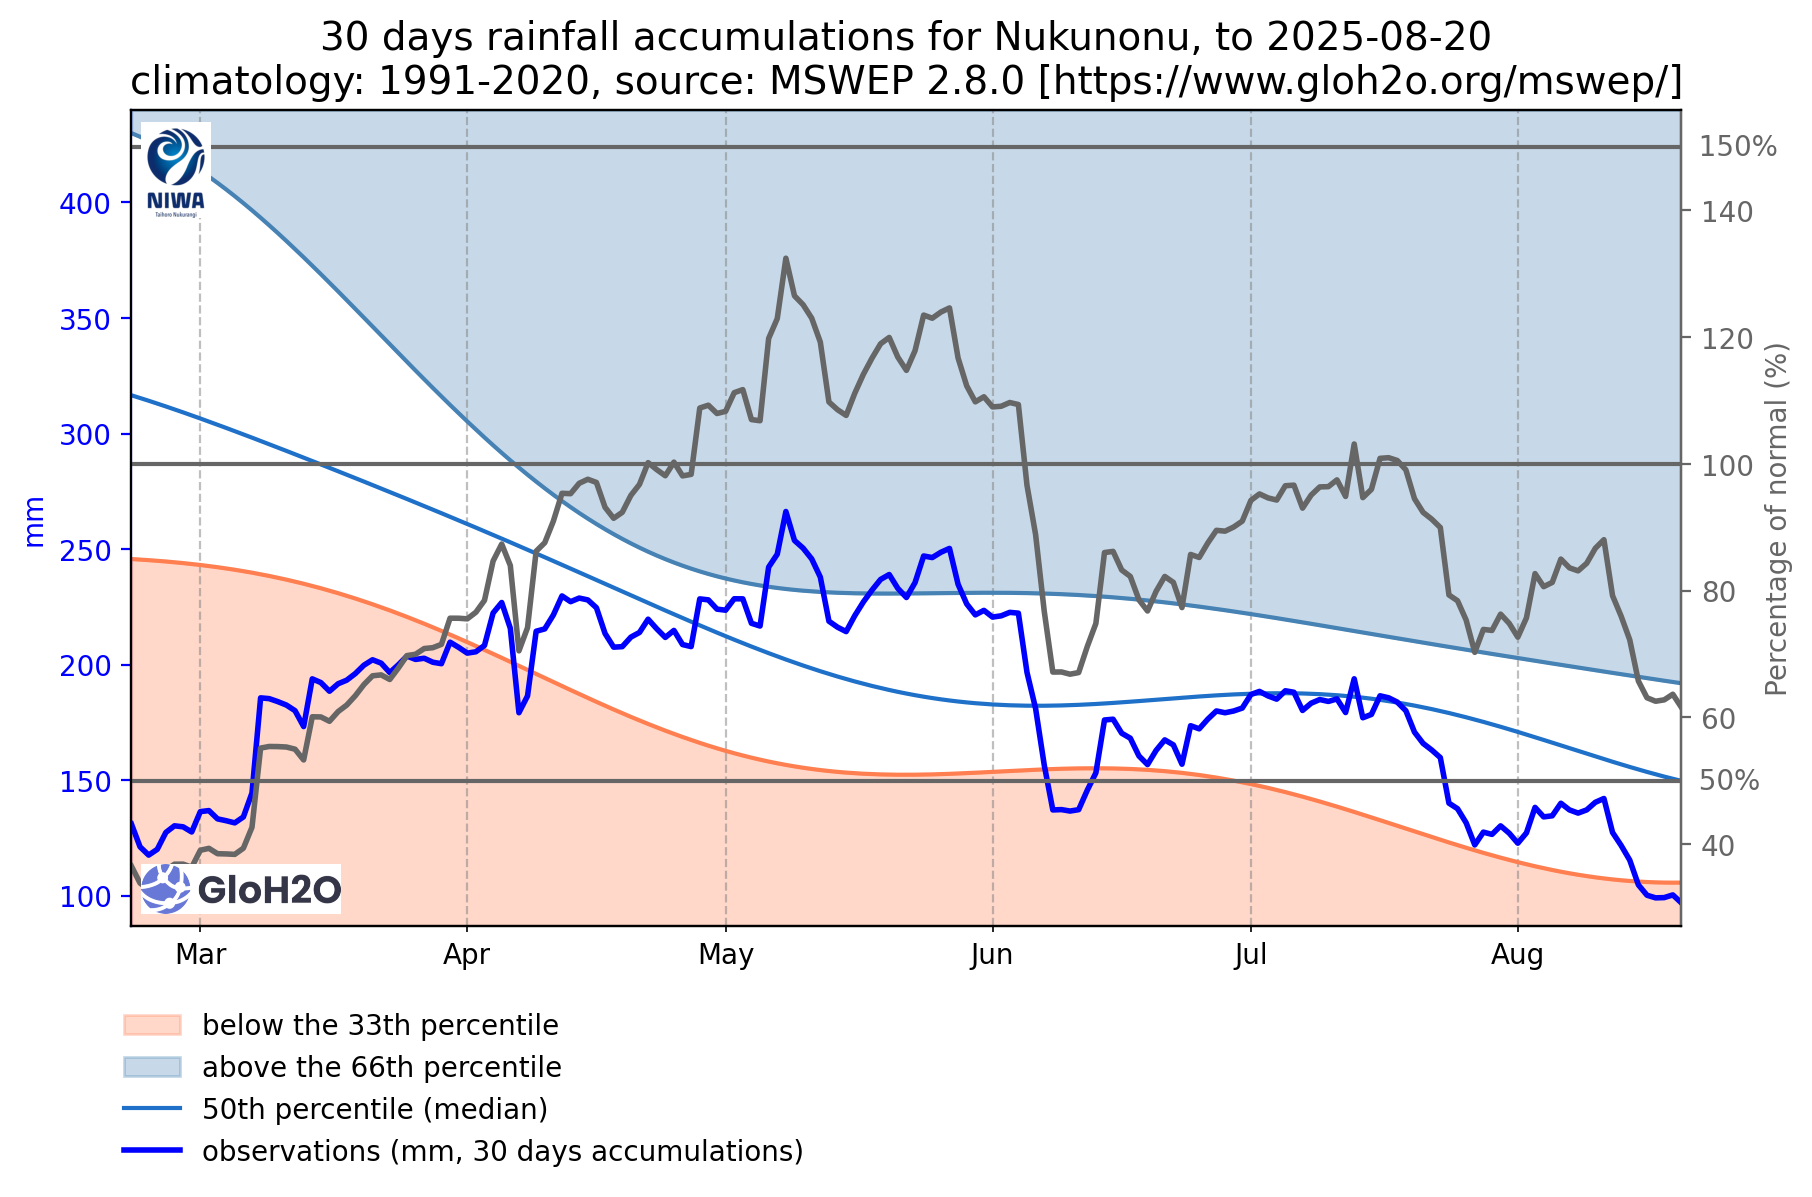 30 days rainfall accumulations for Nukunonu, to 2025-08-20
climatology: 1991-2020, source: MSWEP 2.8.0 [https://www.gloh2o.org/mswep/]
NIWA
Taihoro Nukurangi
400
350
300
250
200
150
100
mm
150%
140
120
100
80
60
50%
40
Percentage of normal (%)
GloH2O
Mar Apr May Jun Jul Aug
below the 33th percentile
above the 66th percentile
50th percentile (median)
observations (mm, 30 days accumulations)